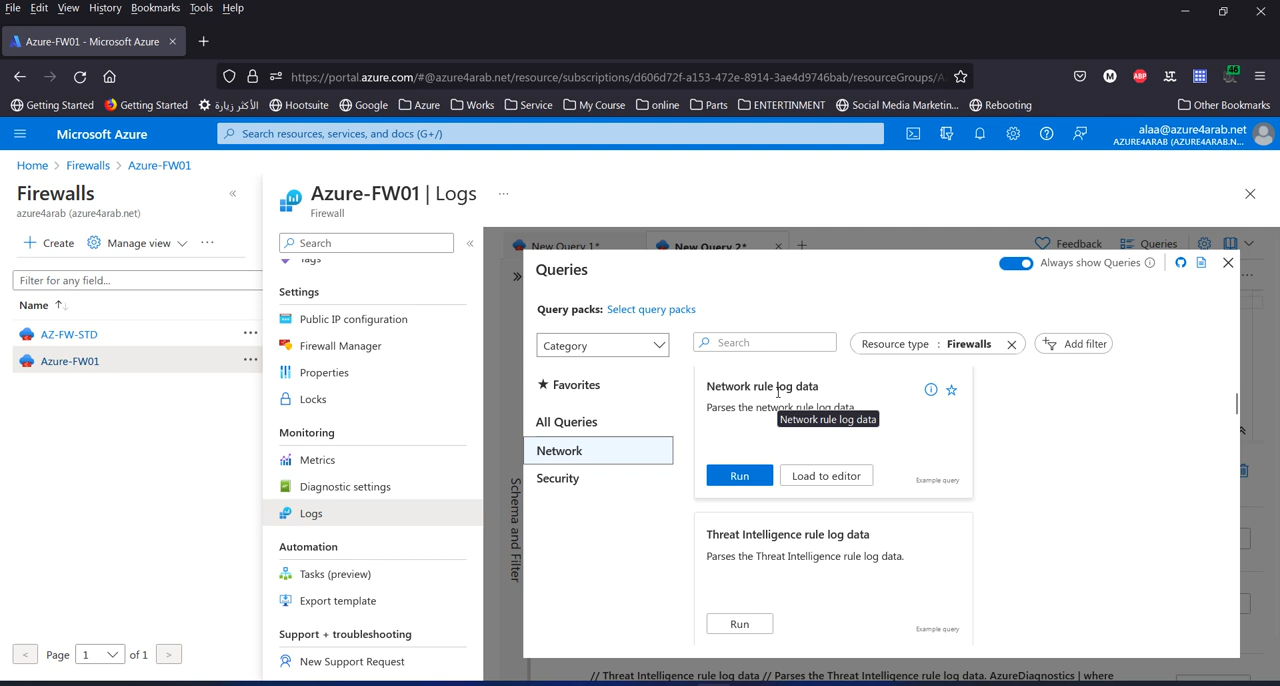 File Edit View History Bookmarks Tools Help
Azure-FW01 - Microsoft Azure
https://portal.azure.com/#@azure4arab.net/resource/subscriptions/d606d72f-a153-472e-8914-3ae4d9746bab/resourceGroups/A
M ABP 46
Getting Started Getting Started الأكثر زيارة Hootsuite Google Azure Works Service My Course online Parts ENTERTINMENT Social Media Marketin... Rebooting Other Bookmarks
Microsoft Azure Search resources, services, and docs (G+/) alaa@azure4arab.net
AZURE4ARAB (AZURE4ARAB.N...
Home > Firewalls > Azure-FW01
Firewalls
azure4arab (azure4arab.net)
Create Manage view
Filter for any field...
Name
AZ-FW-STD
Azure-FW01
< Page 1 of 1 >
Azure-FW01 | Logs
Firewall
Search
Tags
Settings
Public IP configuration
Firewall Manager
Properties
Locks
Monitoring
Metrics
Diagnostic settings
Logs
Automation
Tasks (preview)
Export template
Support + troubleshooting
New Support Request
New Query 1* New Query 2* Feedback Queries
Schema and Filter
Queries
Always show Queries
Query packs: Select query packs
Category Search Resource type : Firewalls Add filter
Favorites
All Queries
Network
Security
Network rule log data
Parses the network rule log data.
Network rule log data
Run Load to editor Example query
Threat Intelligence rule log data
Parses the Threat Intelligence rule log data.
Run Example query
// Threat Intelligence rule log data // Parses the Threat Intelligence rule log data. AzureDiagnostics | where